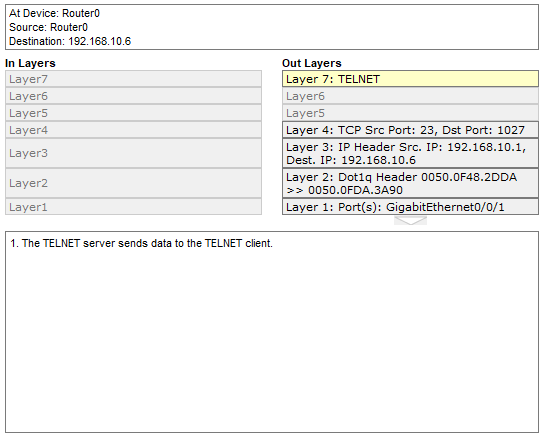 At Device: Router0
Source: Router0
Destination: 192.168.10.6
In Layers
Layer7
Layer6
Layer5
Layer4
Layer3
Layer2
Layer1
Out Layers
Layer 7: TELNET
Layer6
Layer5
Layer 4: TCP Src Port: 23, Dst Port: 1027
Layer 3: IP Header Src. IP: 192.168.10.1,
Dest. IP: 192.168.10.6
Layer 2: Dot1q Header 0050.0F48.2DDA
>> 0050.0FDA.3A90
Layer 1: Port(s): GigabitEthernet0/0/1
1. The TELNET server sends data to the TELNET client.